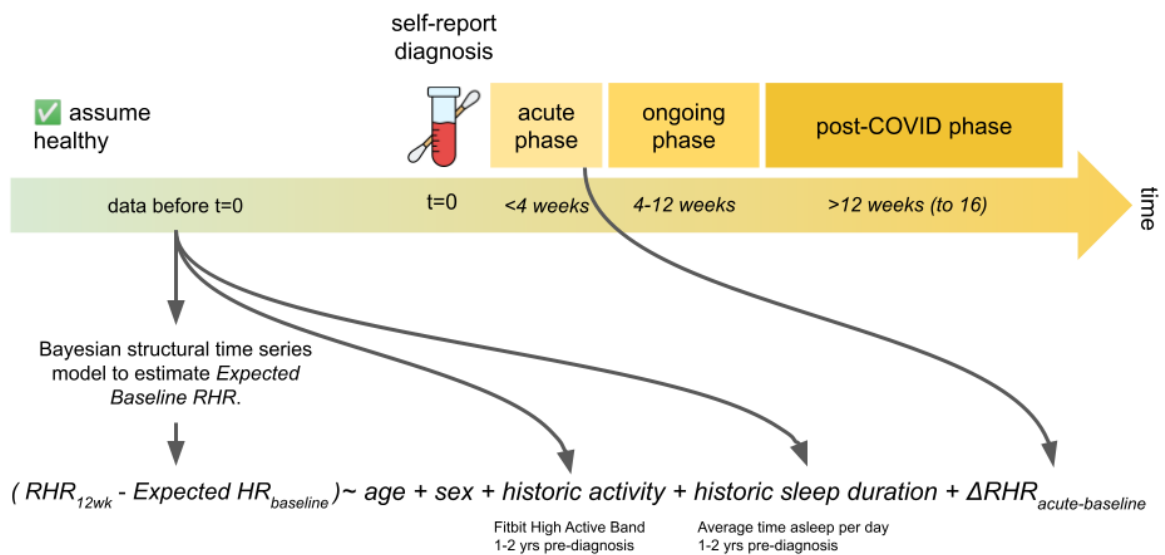 self-report
diagnosis
✅ assume
healthy
acute
phase
ongoing
phase
post-COVID phase
data before t=0
t=0
<4 weeks
4-12 weeks
>12 weeks (to 16)
time
Bayesian structural time series
model to estimate Expected
Baseline RHR.
( RHR12wk - Expected HRbaseline)~ age + sex + historic activity + historic sleep duration + ΔRHRacute-baseline
Fitbit High Active Band
1-2 yrs pre-diagnosis
Average time asleep per day
1-2 yrs pre-diagnosis